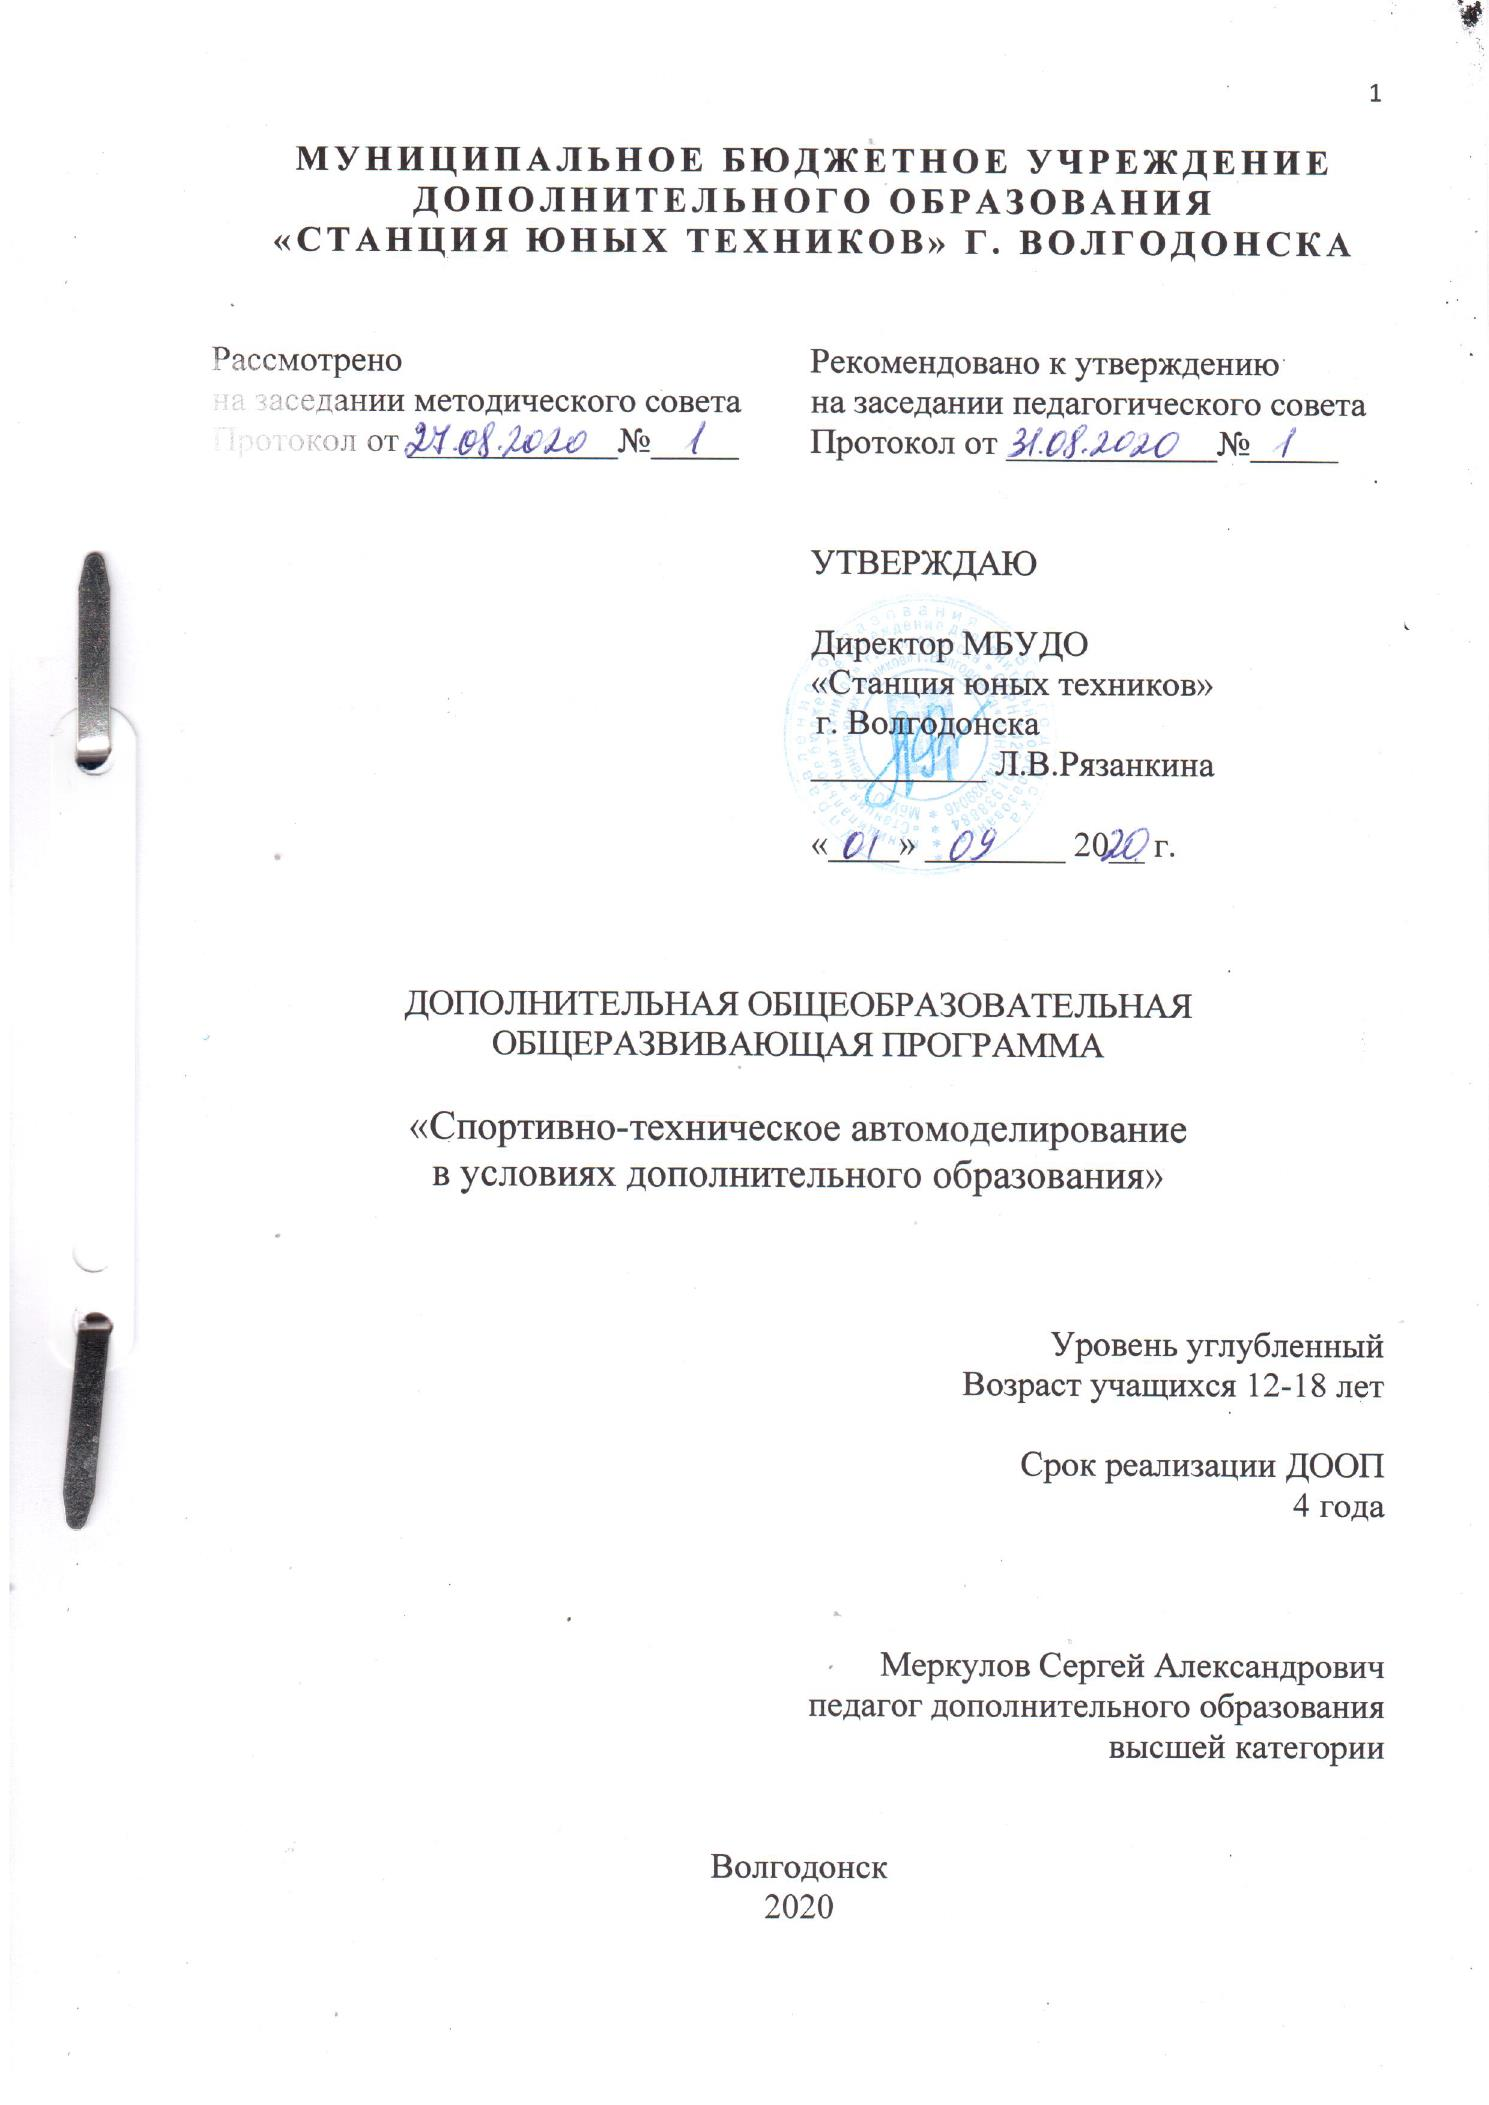 1
МУНИЦИПАЛЬНОЕ БЮДЖЕТНОЕ УЧРЕЖДЕНИЕ
ДОПОЛНИТЕЛЬНОГО ОБРАЗОВАНИЯ
«СТАНЦИЯ ЮНЫХ ТЕХНИКОВ» Г. ВОЛГОДОНСКА
Рассмотрено
на заседании методического совета
Протокол от 27.08.2020 № 1
Рекомендовано к утверждению
на заседании педагогического совета
Протокол от 31.08.2020 № 1
УТВЕРЖДАЮ
Директор МБУДО
«Станция юных техников»
г. Волгодонска
Л.В.Рязанкина
«01» 09 2020 г.
ДОПОЛНИТЕЛЬНАЯ ОБЩЕОБРАЗОВАТЕЛЬНАЯ
ОБЩЕРАЗВИВАЮЩАЯ ПРОГРАММА
«Спортивно-техническое автомоделирование
в условиях дополнительного образования»
Уровень углубленный
Возраст учащихся 12-18 лет
Срок реализации ДООП
4 года
Меркулов Сергей Александрович
педагог дополнительного образования
высшей категории
Волгодонск
2020